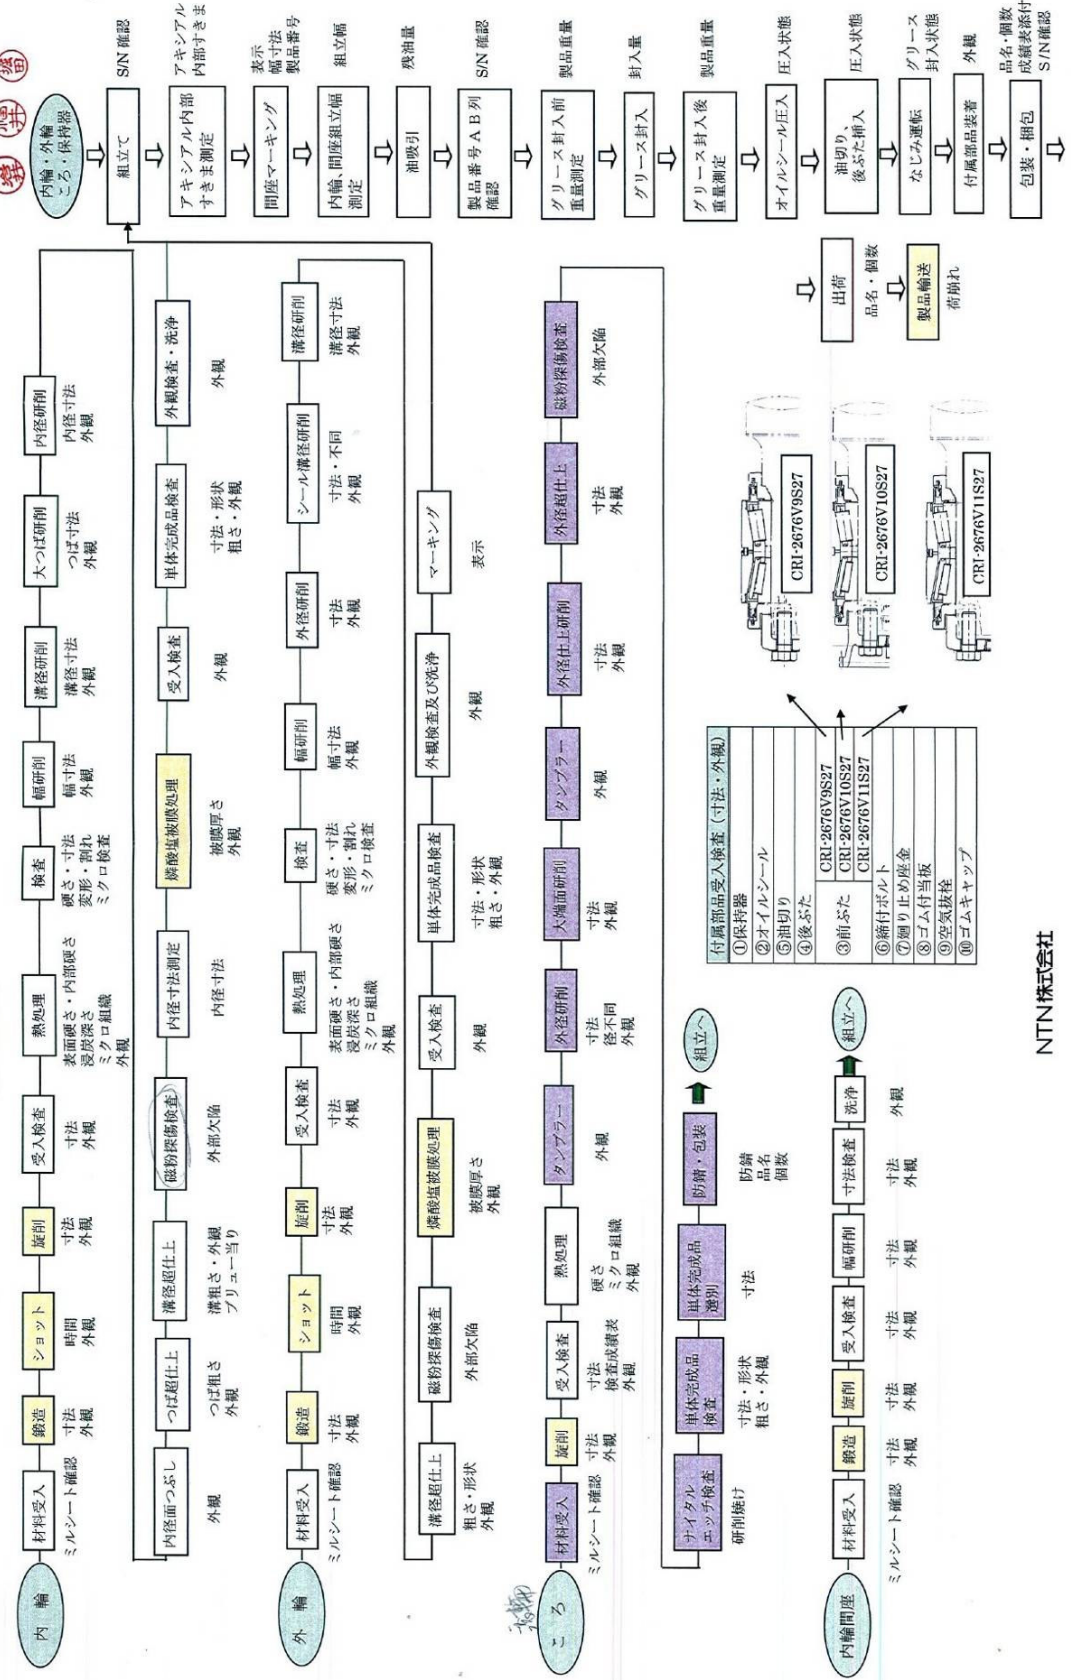 内 輪
材料受入
ミルシート確認
鍛造
寸法
外観
ショット
時間
外観
旋削
寸法
外観
受入検査
寸法
外観
熱処理
表面硬さ・内部硬さ
浸炭深さ
ミクロ組織
外観
検査
硬さ・寸法
変形・割れ
ミクロ検査
幅研削
幅寸法
外観
溝径研削
溝径寸法
外観
大つば研削
つば寸法
外観
内径研削
内径寸法
外観
内径面つぶし
外観
つば超仕上
つば粗さ
外観
溝径超仕上
溝粗さ・外観
ブリュー当り
磁粉探傷検査
外部欠陥
内径寸法測定
内径寸法
燐酸塩被膜処理
被膜厚さ
外観
受入検査
外観
単体完成品検査
寸法・形状
粗さ・外観
外観検査・洗浄
外観
外 輪
材料受入
ミルシート確認
鍛造
寸法
外観
ショット
時間
外観
旋削
寸法
外観
受入検査
寸法
外観
熱処理
表面硬さ・内部硬さ
浸炭深さ
ミクロ組織
外観
検査
硬さ・寸法
変形・割れ
ミクロ検査
幅研削
幅寸法
外観
外径研削
寸法
外観
シール溝径研削
寸法・不同
外観
溝径研削
溝径寸法
外観
溝径超仕上
粗さ・形状
外観
磁粉探傷検査
外部欠陥
燐酸塩被膜処理
被膜厚さ
外観
受入検査
外観
単体完成品検査
寸法・形状
粗さ・外観
外観検査及び洗浄
外観
マーキング
表示
ころ
材料受入
ミルシート確認
旋削
寸法
外観
受入検査
寸法
検査成績表
外観
熱処理
硬さ
ミクロ組織
外観
タンブラー
外観
外径研削
寸法
径不同
外観
大端面研削
寸法
外観
タンブラー
外観
外径仕上研削
寸法
外観
外径超仕上
寸法
外観
磁粉探傷検査
外部欠陥
ナイタル
エッチ検査
研削焼け
単体完成品
検査
寸法・形状
粗さ・外観
単体完成品
選別
寸法
防錆・包装
防錆
品名
個数
組立へ
内輪間座
材料受入
ミルシート確認
鍛造
寸法
外観
旋削
寸法
外観
受入検査
寸法
外観
幅研削
寸法
外観
寸法検査
寸法
外観
洗浄
外観
組立へ
付属部品受入検査（寸法・外観）
①保持器
②オイルシール
⑤油切り
④後ぶた
③前ぶた
CRI-2676V9S27
CRI-2676V10S27
CRI-2676V11S27
⑥締付ボルト
⑦廻り止め座金
⑧ゴム付当板
⑨空気抜栓
⑩ゴムキャップ
CRI-2676V9S27
CRI-2676V10S27
CRI-2676V11S27
内輪・外輪
ころ・保持器
組立て
S/N 確認
アキシアル内部
すきま測定
アキシアル
内部すきま
間座マーキング
表示
幅寸法
製品番号
内輪、間座組立幅
測定
組立幅
油吸引
残油量
製品番号ＡＢ列
確認
S/N 確認
グリース封入前
重量測定
製品重量
グリース封入
封入量
グリース封入後
重量測定
製品重量
オイルシール圧入
圧入状態
油切り、
後ぶた挿入
圧入状態
なじみ運転
グリース
封入状態
付属部品装着
外観
包装・梱包
品名・個数
成績表添付
S/N確認
出荷
品名・個数
製品輸送
荷崩れ
NTN株式会社